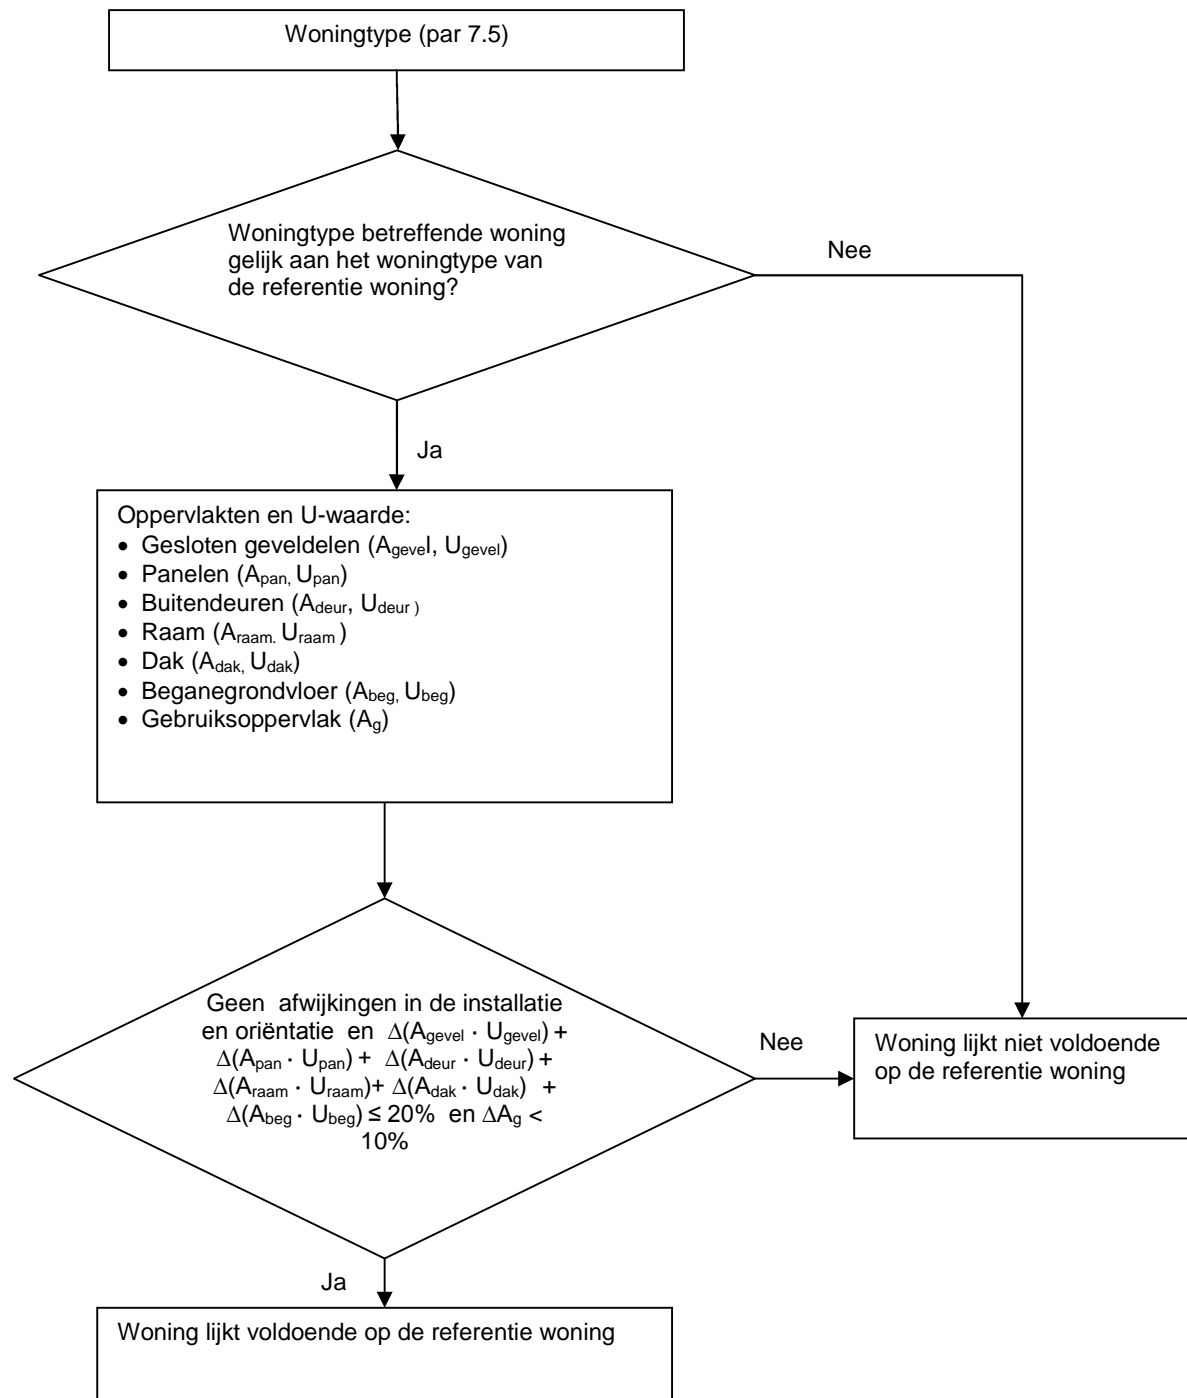 Woningtype (par 7.5)
Woningtype betreffende woning
gelijk aan het woningtype van
de referentie woning?
Nee
Ja
Oppervlakten en U-waarde:
• Gesloten geveldelen (Agevel, Ugevel)
• Panelen (Apan, Upan)
• Buitendeuren (Adeur, Udeur )
• Raam (Araam. Uraam )
• Dak (Adak, Udak)
• Beganegrondvloer (Abeg, Ubeg)
• Gebruiksoppervlak (Ag)
Geen afwijkingen in de installatie
en oriëntatie en Δ(Agevel · Ugevel) +
Δ(Apan · Upan) + Δ(Adeur · Udeur) +
Δ(Araam · Uraam)+ Δ(Adak · Udak) +
Δ(Abeg · Ubeg) ≤ 20% en ΔAg <
10%
Nee
Woning lijkt niet voldoende
op de referentie woning
Ja
Woning lijkt voldoende op de referentie woning